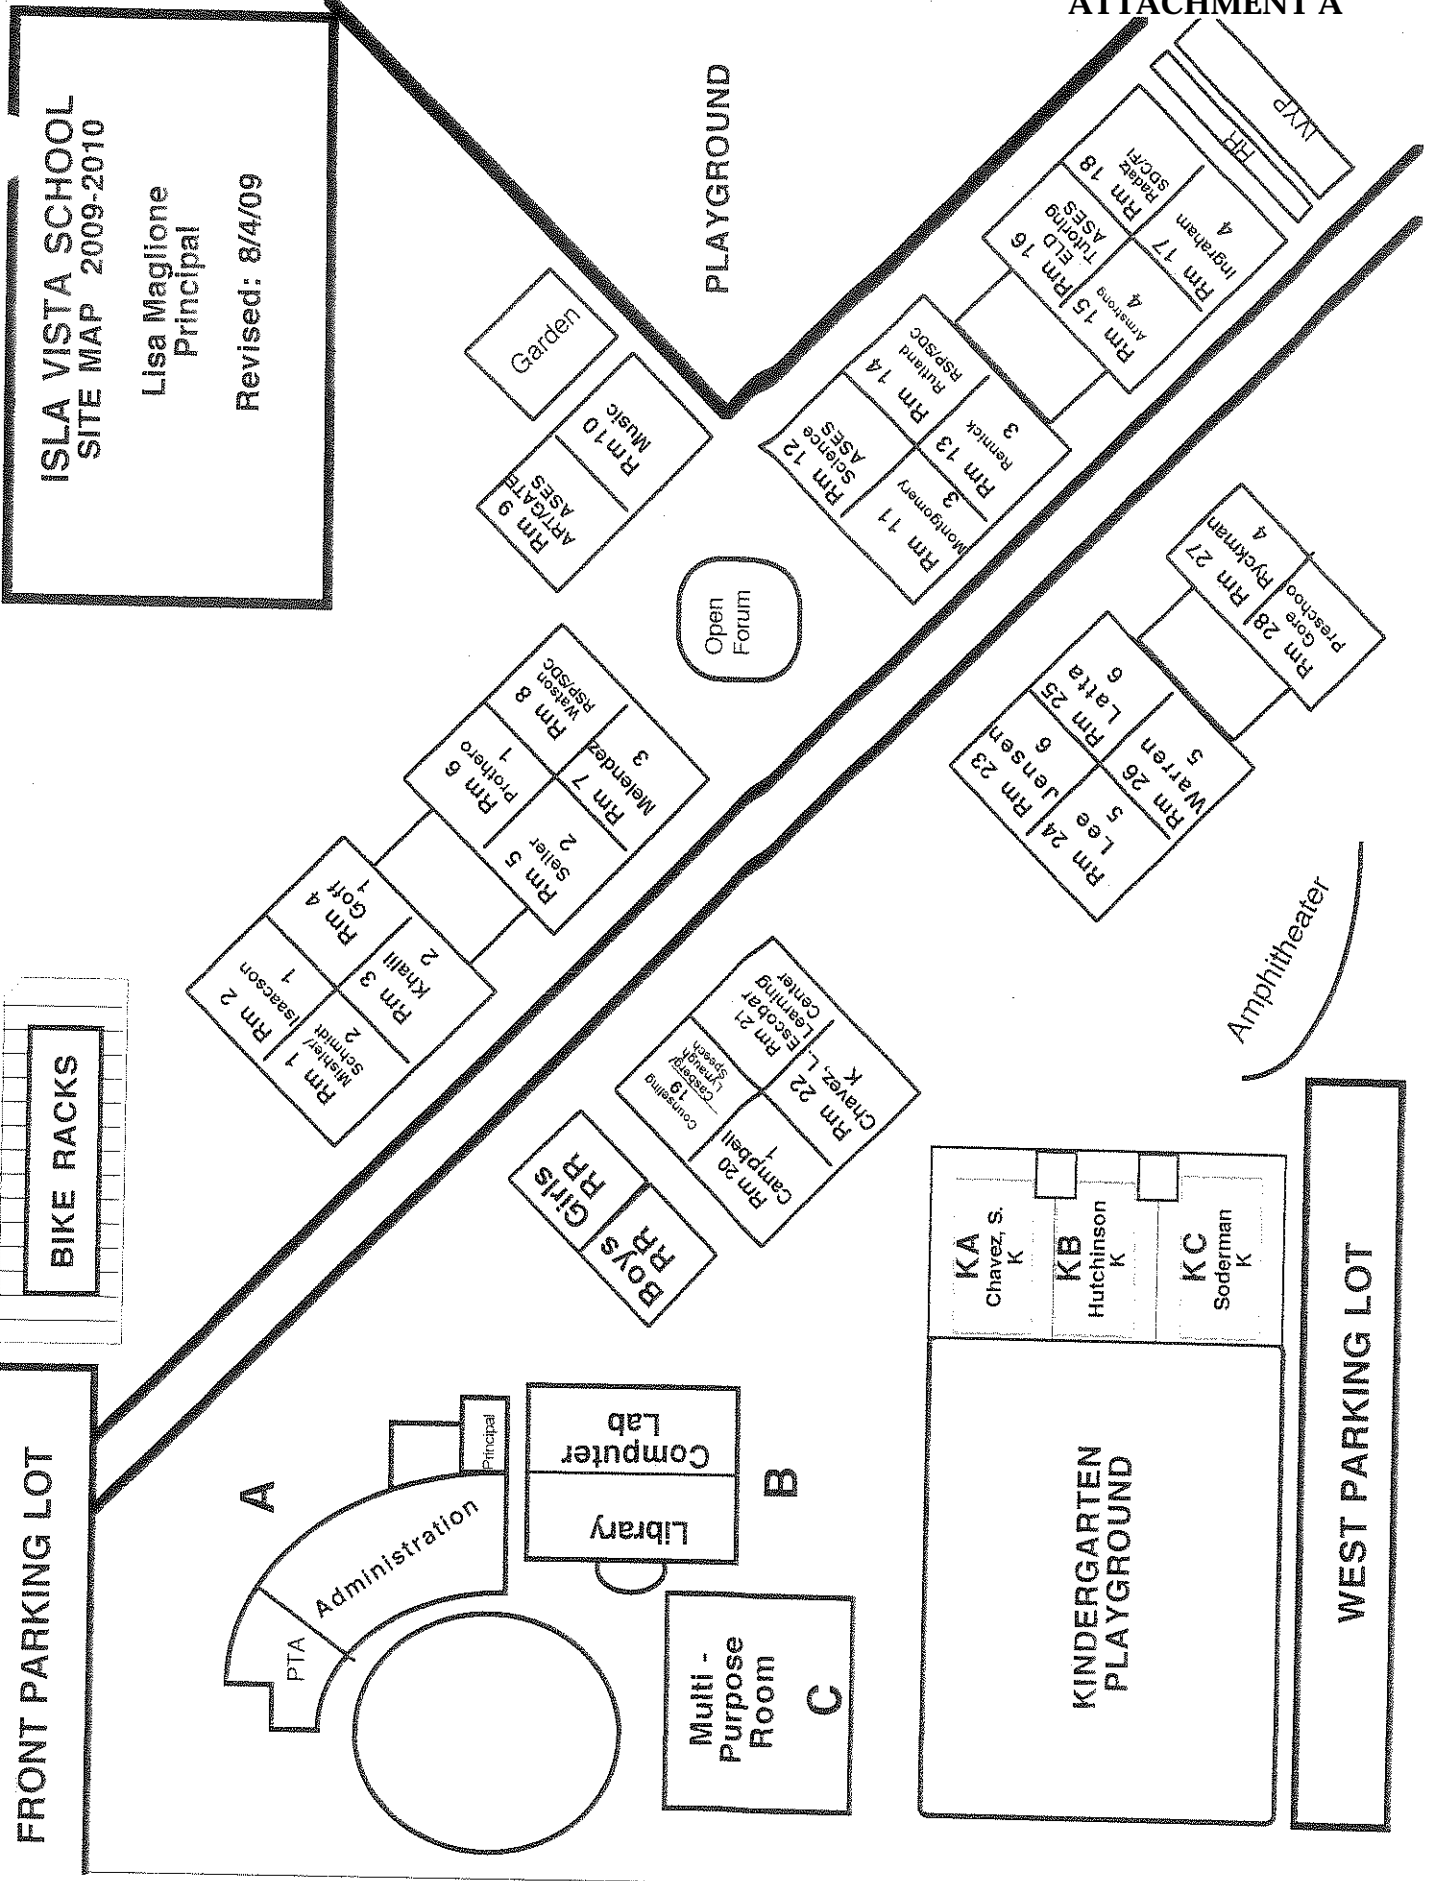 ATTACHMENT A
ISLA VISTA SCHOOL
SITE MAP 2009-2010
Lisa Maglione
Principal
Revised: 8/4/09
PLAYGROUND
Garden
Rm 9
ART/GATE
ASES
Rm10
Music
Open
Forum
Rm 12
Science
ASES
Rm 14
Rutland
RSP/SDC
Rm 11
Montgomery
3
Rm 13
Rennick
3
Rm 16
ELD
Tutoring
ASES
Rm 18
Radatz
SDC/FI
Rm 15
Armstrong
4
Rm 17
Ingraham
4
RR
IVYP
Rm 2
Isaacson
1
Rm 4
Goff
1
Rm 1
Mishler/
Schmidt
2
Rm 3
Khalil
2
Rm 6
Prothero
1
Rm 8
Watson
RSP/SDC
Rm 5
Seiler
2
Rm 7
Melendez
3
BIKE RACKS
FRONT PARKING LOT
Girls
RR
Boys
RR
Counseling
19
Casberg/
Lynaugh
Speech
Rm 21
Escobar
Learning
Center
Rm 20
Campbell
1
Rm 22
Chavez, L.
K
Rm 23
Jensen
6
Rm 25
Latta
6
Rm 24
Lee
5
Rm 26
Warren
5
Rm 27
Ryckman
4
Rm 28
Gore
Preschoo
Amphitheater
A
PTA
Administration
Principal
Library
Computer
Lab
B
Multi -
Purpose
Room
C
KA
Chavez, S.
K
KB
Hutchinson
K
KC
Soderman
K
KINDERGARTEN
PLAYGROUND
WEST PARKING LOT